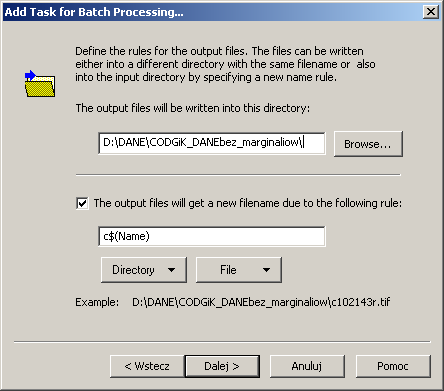 Add Task for Batch Processing...
Define the rules for the output files. The files can be written
either into a different directory with the same filename or also
into the input directory by specifying a new name rule.
The output files will be written into this directory:
D:\DANE\CODGiK_DANEbez_marginaliow\
Browse...
The output files will get a new filename due to the following rule:
c$(Name)
Directory
File
Example: D:\DANE\CODGiK_DANEbez_marginaliow\c102143r.tif
< Wstecz
Dalej >
Anuluj
Pomoc